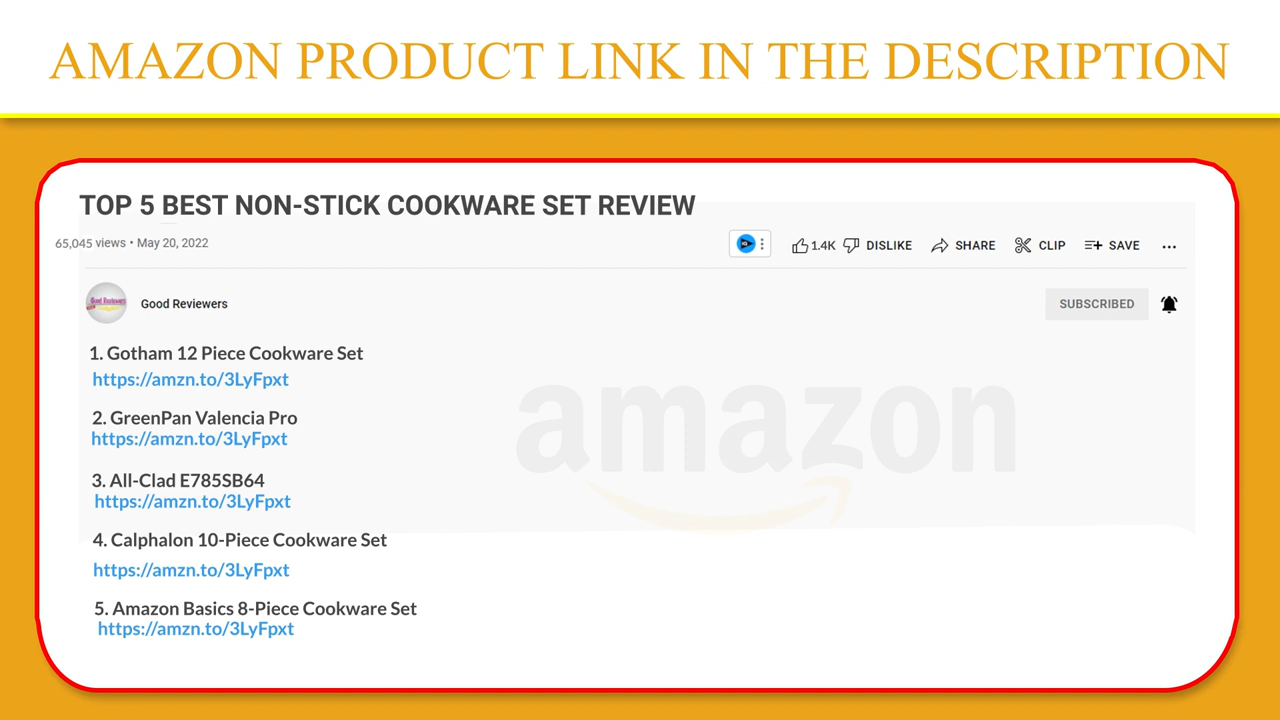 AMAZON PRODUCT LINK IN THE DESCRIPTION
TOP 5 BEST NON-STICK COOKWARE SET REVIEW
65,045 views • May 20, 2022
1.4K DISLIKE SHARE CLIP SAVE ...
Good Reviewers
SUBSCRIBED
1. Gotham 12 Piece Cookware Set
https://amzn.to/3LyFpxt
2. GreenPan Valencia Pro
https://amzn.to/3LyFpxt
3. All-Clad E785SB64
https://amzn.to/3LyFpxt
4. Calphalon 10-Piece Cookware Set
https://amzn.to/3LyFpxt
5. Amazon Basics 8-Piece Cookware Set
https://amzn.to/3LyFpxt
amazon